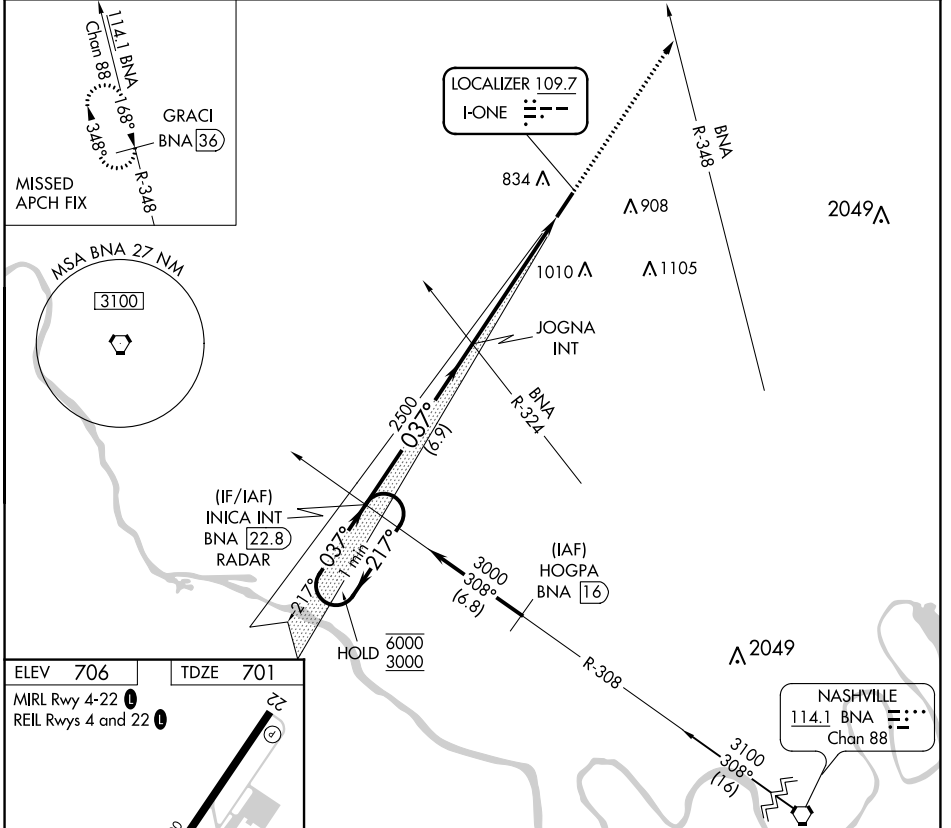 114.1 BNA
Chan 88
168°
348°
GRACI
BNA 36
R-348
MISSED
APCH FIX
LOCALIZER 109.7
I-ONE
BNA
R-348
834
908
2049
1010
1105
MSA BNA 27 NM
3100
JOGNA
INT
BNA
R-324
2500
037°
(6.9)
(IF/IAF)
INICA INT
BNA 22.8
RADAR
037°
217°
1 min
217°
3000
308°
(6.8)
(IAF)
HOGPA
BNA 16
HOLD
6000
3000
R-308
2049
NASHVILLE
114.1 BNA
Chan 88
3100
308°
(16)
ELEV 706
TDZE 701
MIRL Rwy 4-22 L
REIL Rwys 4 and 22 L
22
P